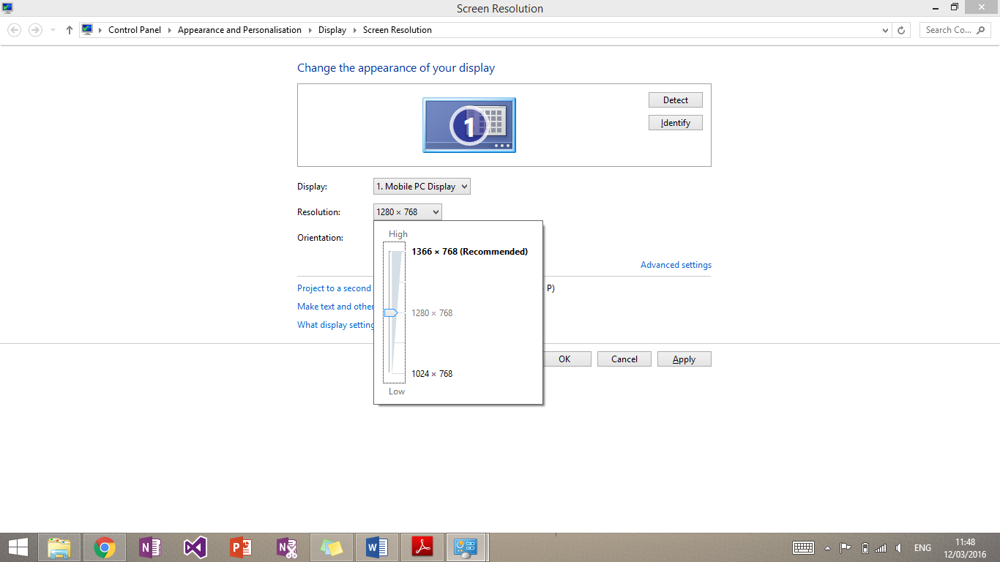 Screen Resolution
Control Panel Appearance and Personalisation Display Screen Resolution Search Co...
Change the appearance of your display
Detect
1
Identify
Display: 1. Mobile PC Display
Resolution: 1280 × 768
High
Orientation:
1366 × 768 (Recommended)
Advanced settings
Project to a second P)
Make text and other
1280 × 768
What display setting
OK Cancel Apply
1024 × 768
Low
ENG
11:48
12/03/2016